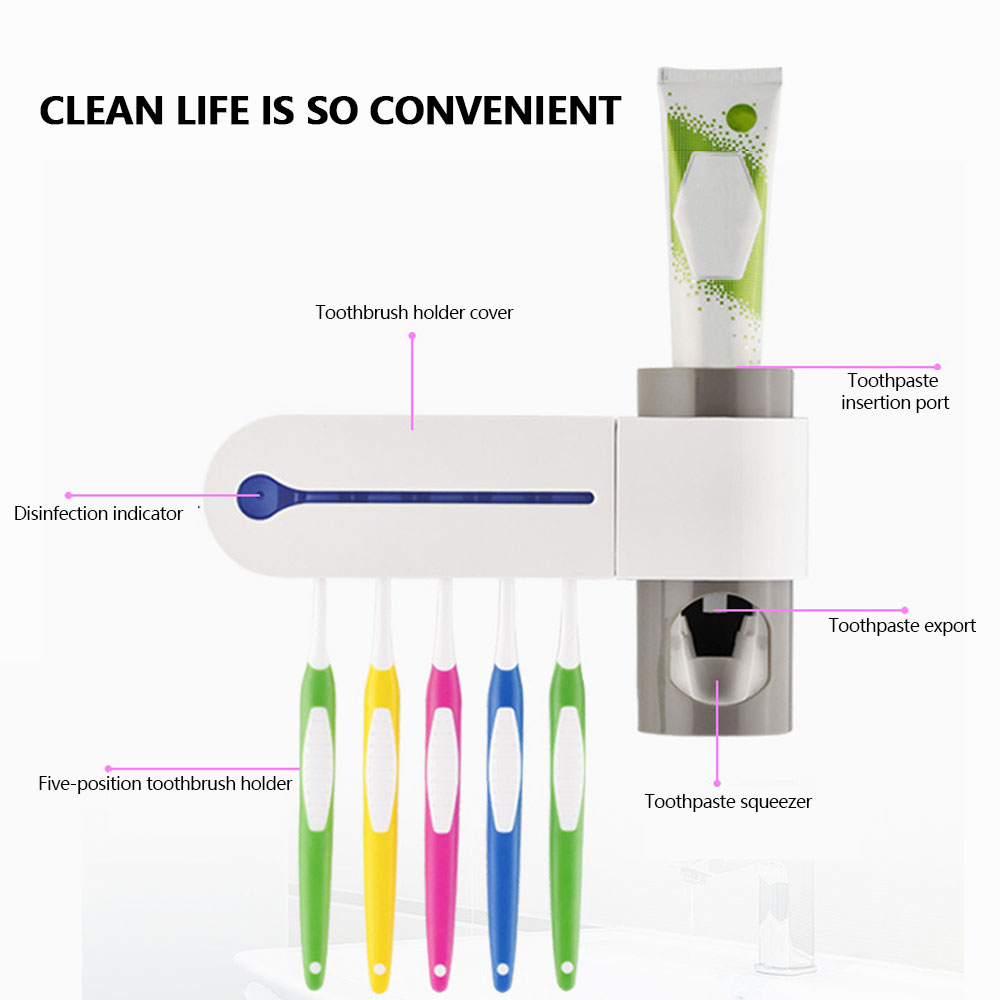 CLEAN LIFE IS SO CONVENIENT
Toothbrush holder cover
Toothpaste
insertion port
Disinfection indicator
Toothpaste export
Five-position toothbrush holder
Toothpaste squeezer